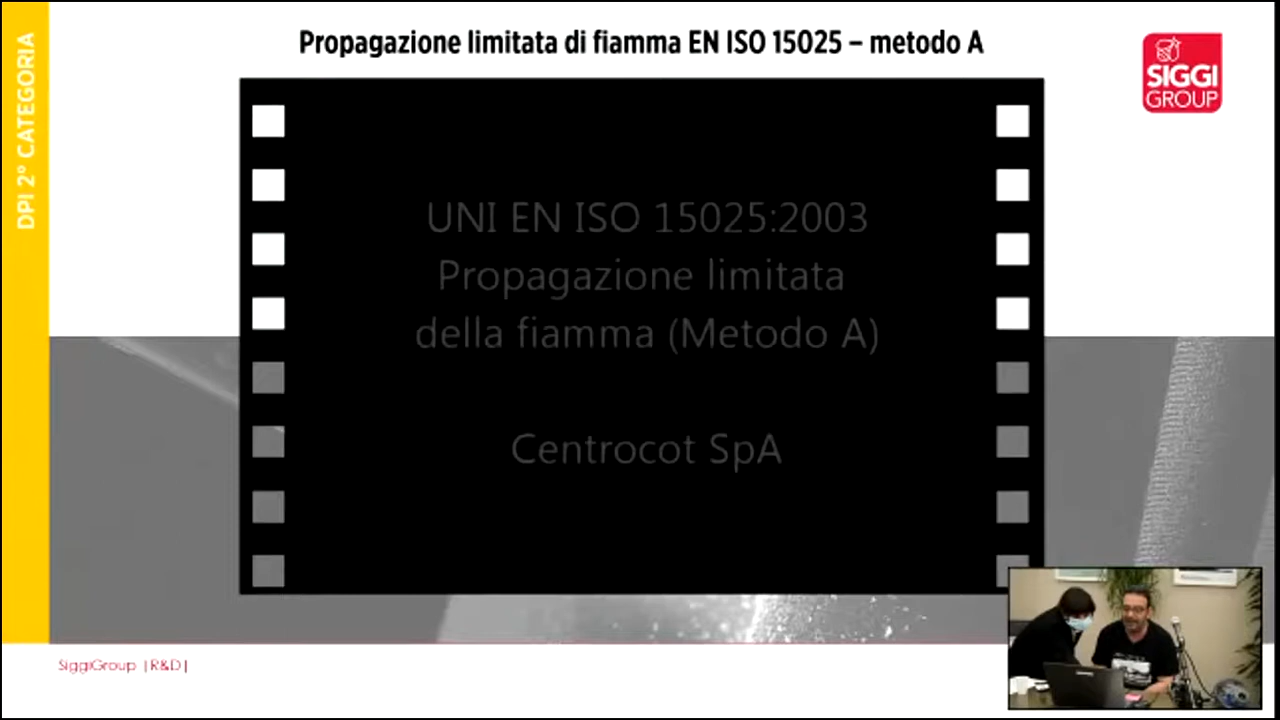 Propagazione limitata di fiamma EN ISO 15025 – metodo A
DPI 2° CATEGORIA
SIGGI
GROUP
UNI EN ISO 15025:2003
Propagazione limitata
della fiamma (Metodo A)
Centrocot SpA
SiggiGroup |R&D|